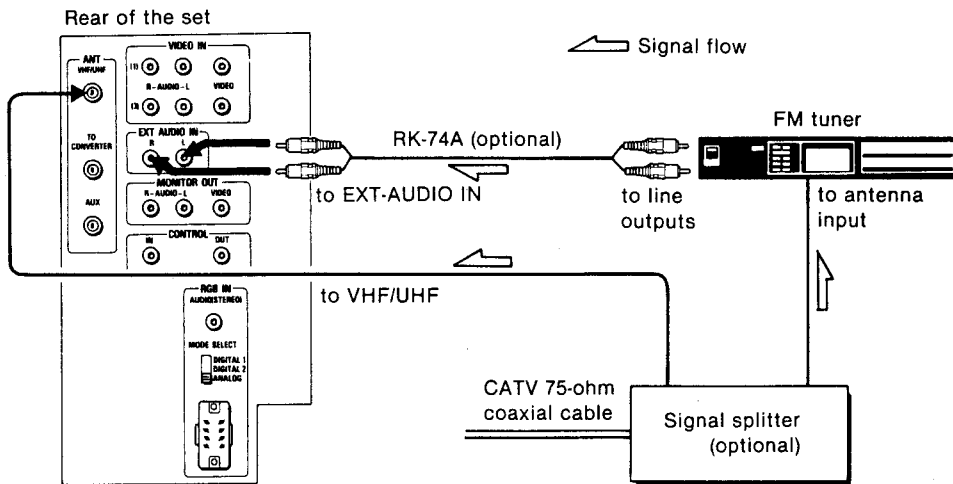 Rear of the set
Signal flow
ANT
VHF/UHF
TO
CONVERTER
AUX
VIDEO IN
(1)
R-AUDIO-L VIDEO
(3)
EXT AUDIO IN
R L
MONITOR OUT
R-AUDIO-L VIDEO
CONTROL
IN OUT
RGB IN
AUDIO(STEREO)
MODE SELECT
DIGITAL 1
DIGITAL 2
ANALOG
RK-74A (optional)
to EXT-AUDIO IN
to line
outputs
FM tuner
to antenna
input
to VHF/UHF
CATV 75-ohm
coaxial cable
Signal splitter
(optional)